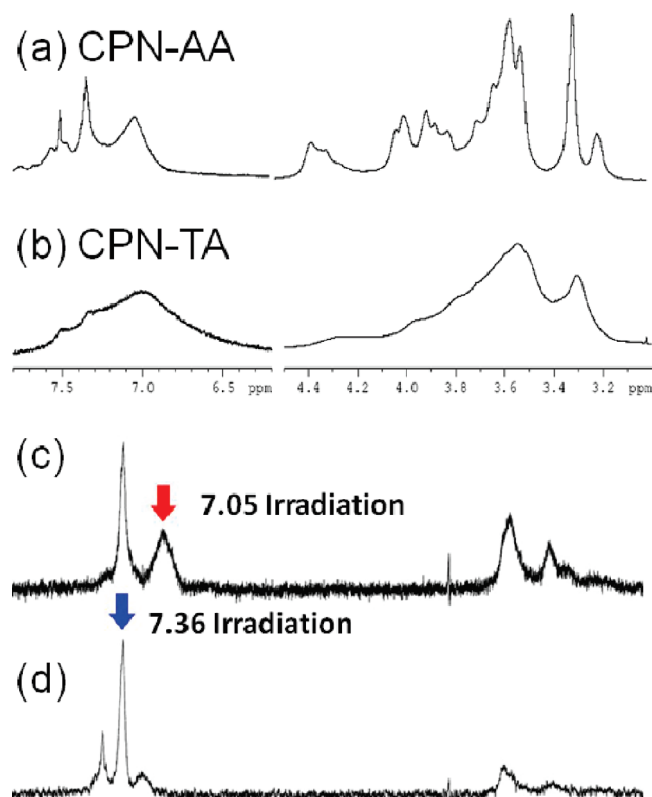 (a) CPN-AA
(b) CPN-TA
7.5 7.0 6.5 ppm 4.4 4.2 4.0 3.8 3.6 3.4 3.2 ppm
(c)
7.05 Irradiation
7.36 Irradiation
(d)